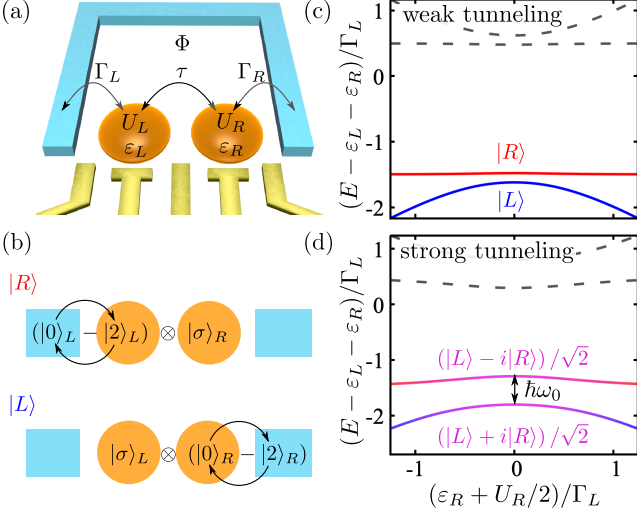 (a)
Φ
Γ_L
τ
Γ_R
U_L
U_R
ε_L
ε_R
(b)
|R⟩
(|0⟩_L − |2⟩_L) ⊗ |σ⟩_R
|L⟩
|σ⟩_L ⊗ (|0⟩_R − |2⟩_R)
(c)
weak tunneling
(E − ε_L − ε_R)/Γ_L
1
0
-1
-2
|R⟩
|L⟩
(d)
strong tunneling
(E − ε_L − ε_R)/Γ_L
1
0
-1
-2
(|L⟩ − i|R⟩)/√2
ħω_0
(|L⟩ + i|R⟩)/√2
-1
0
1
(ε_R + U_R/2)/Γ_L